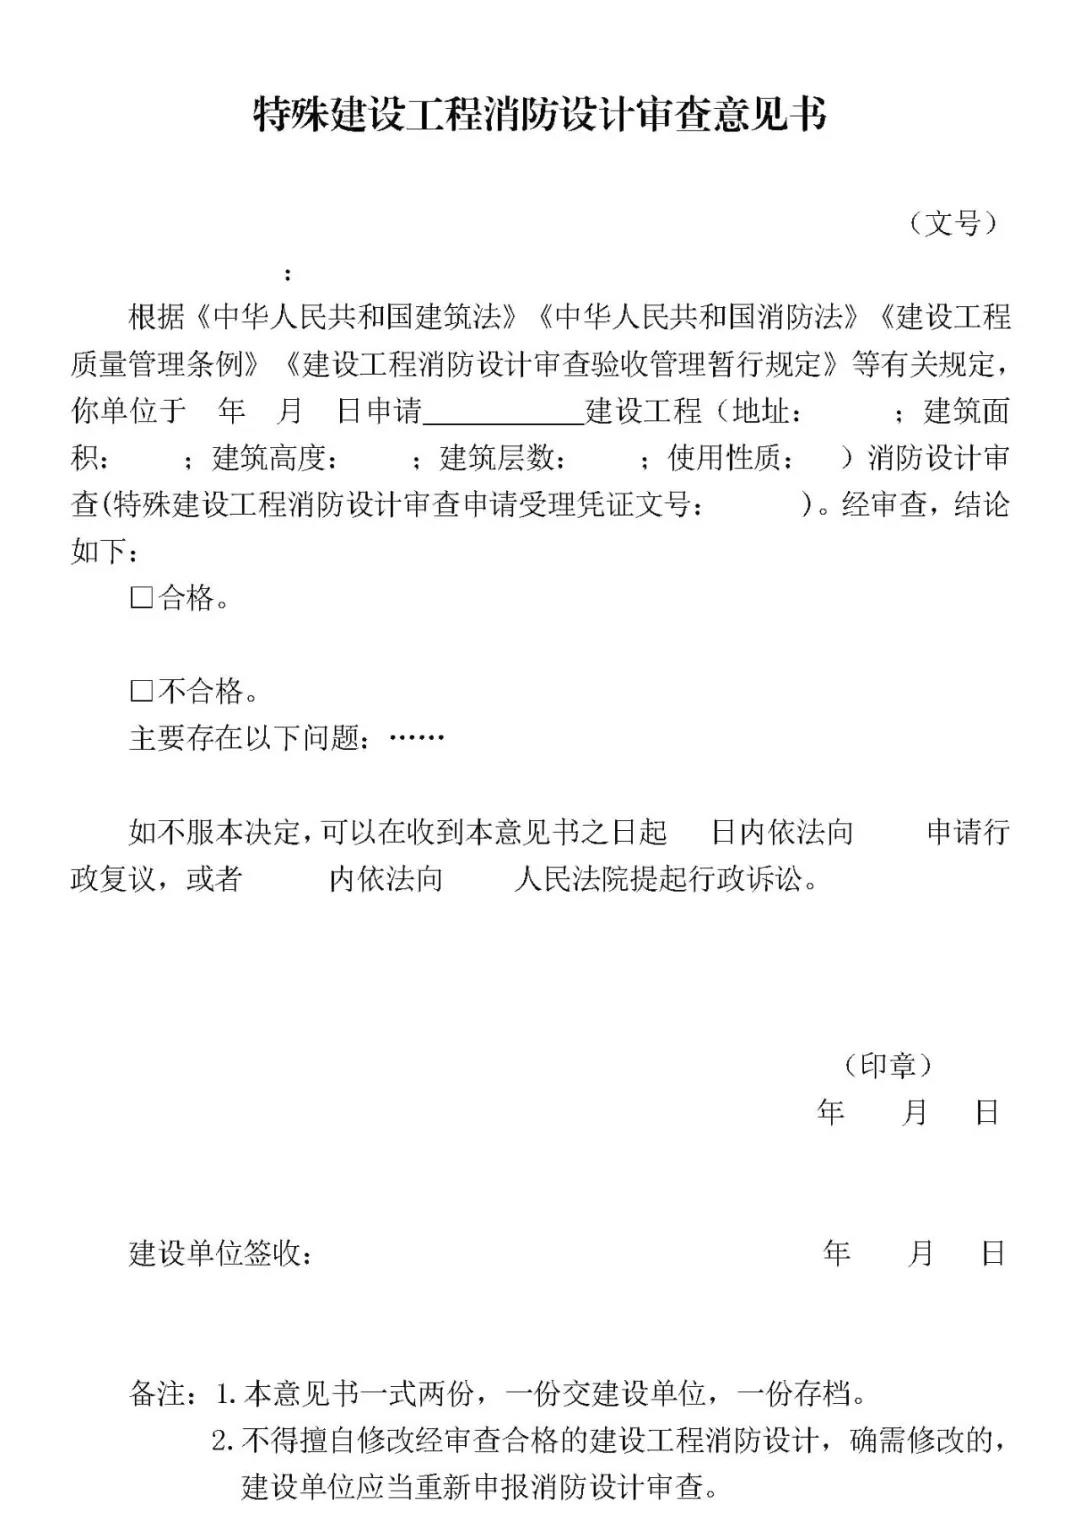 特殊建设工程消防设计审查意见书
（文号）
：
根据《中华人民共和国建筑法》《中华人民共和国消防法》《建设工程
质量管理条例》《建设工程消防设计审查验收管理暂行规定》等有关规定，
你单位于 年 月 日申请__________建设工程（地址： ；建筑面
积： ；建筑高度： ；建筑层数： ；使用性质： ）消防设计审
查(特殊建设工程消防设计审查申请受理凭证文号： )。经审查，结论
如下：
□合格。
□不合格。
主要存在以下问题：……
如不服本决定，可以在收到本意见书之日起 日内依法向 申请行
政复议，或者 内依法向 人民法院提起行政诉讼。
（印章）
年 月 日
建设单位签收： 年 月 日
备注：1.本意见书一式两份，一份交建设单位，一份存档。
2.不得擅自修改经审查合格的建设工程消防设计，确需修改的，
建设单位应当重新申报消防设计审查。